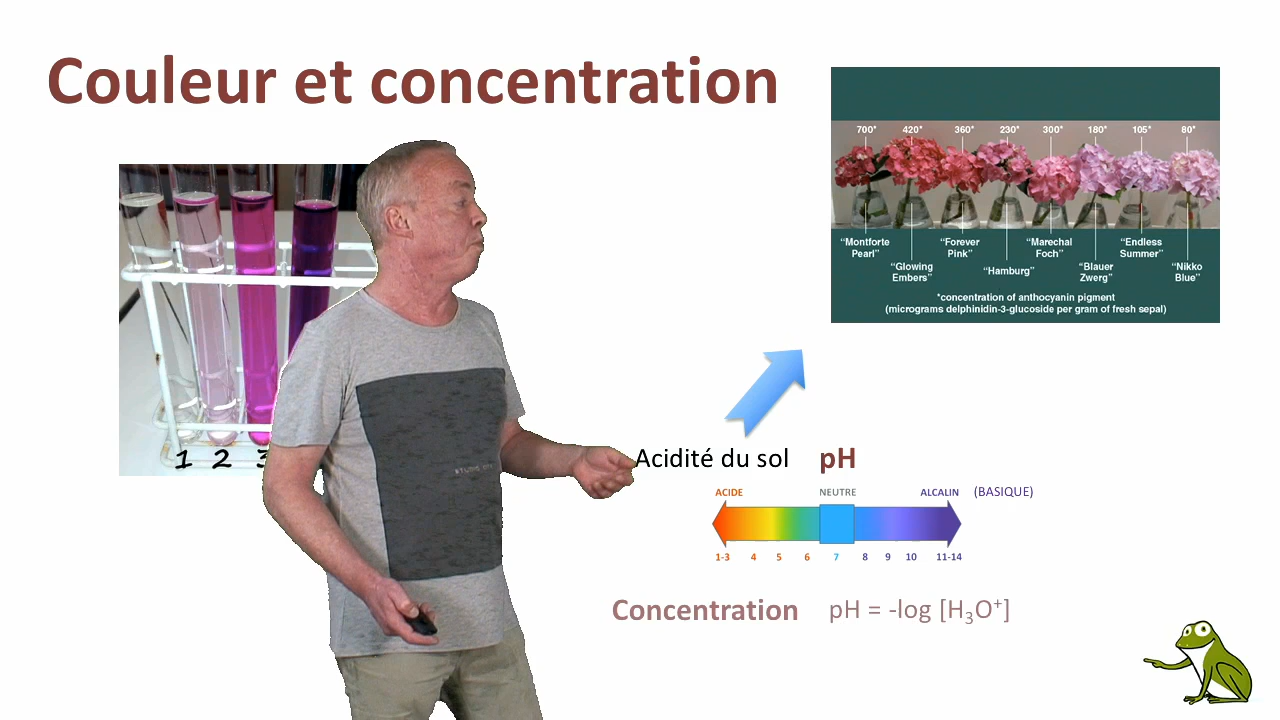 Couleur et concentration
700* 420* 360* 230* 300* 180* 105* 80*
"Montforte Pearl"
"Glowing Embers"
"Forever Pink"
"Hamburg"
"Marechal Foch"
"Blauer Zwerg"
"Endless Summer"
"Nikko Blue"
*concentration of anthocyanin pigment
(micrograms delphinidin-3-glucoside per gram of fresh sepal)
1 2 3
Acidité du sol pH
ACIDE NEUTRE ALCALIN (BASIQUE)
1-3 4 5 6 7 8 9 10 11-14
Concentration pH = -log [H₃O⁺]